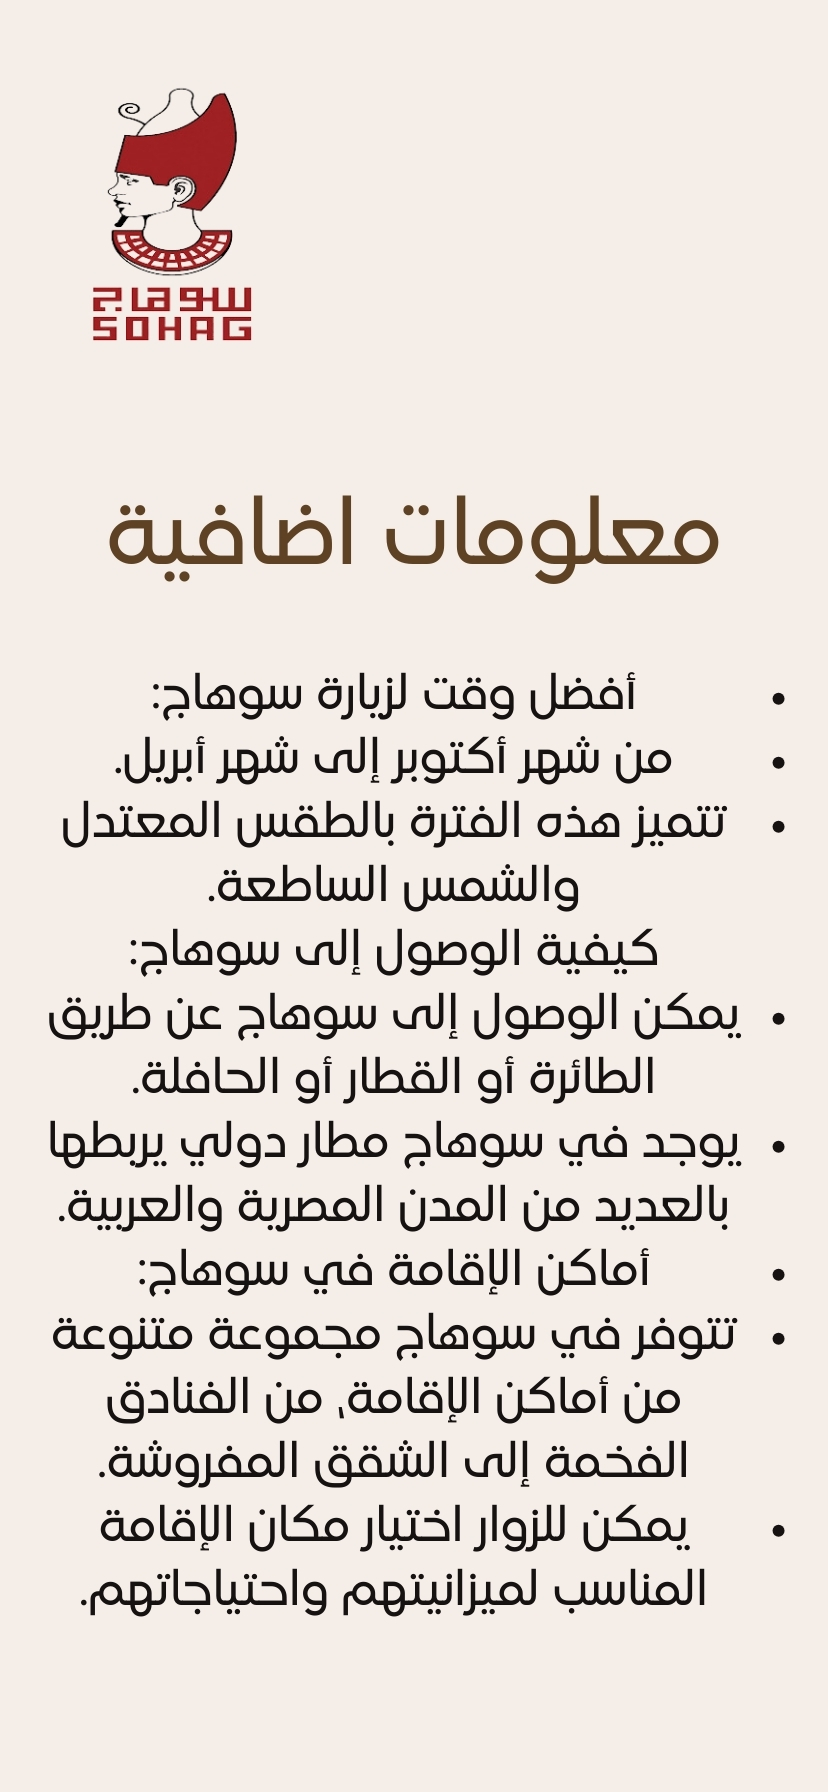 سوهاج
SOHAG
معلومات اضافية
• أفضل وقت لزيارة سوهاج:
• من شهر أكتوبر إلى شهر أبريل.
• تتميز هذه الفترة بالطقس المعتدل
والشمس الساطعة.
كيفية الوصول إلى سوهاج:
• يمكن الوصول إلى سوهاج عن طريق
الطائرة أو القطار أو الحافلة.
• يوجد في سوهاج مطار دولي يربطها
بالعديد من المدن المصرية والعربية.
• أماكن الإقامة في سوهاج:
• تتوفر في سوهاج مجموعة متنوعة
من أماكن الإقامة، من الفنادق
الفخمة إلى الشقق المفروشة.
• يمكن للزوار اختيار مكان الإقامة
المناسب لميزانيتهم واحتياجاتهم.